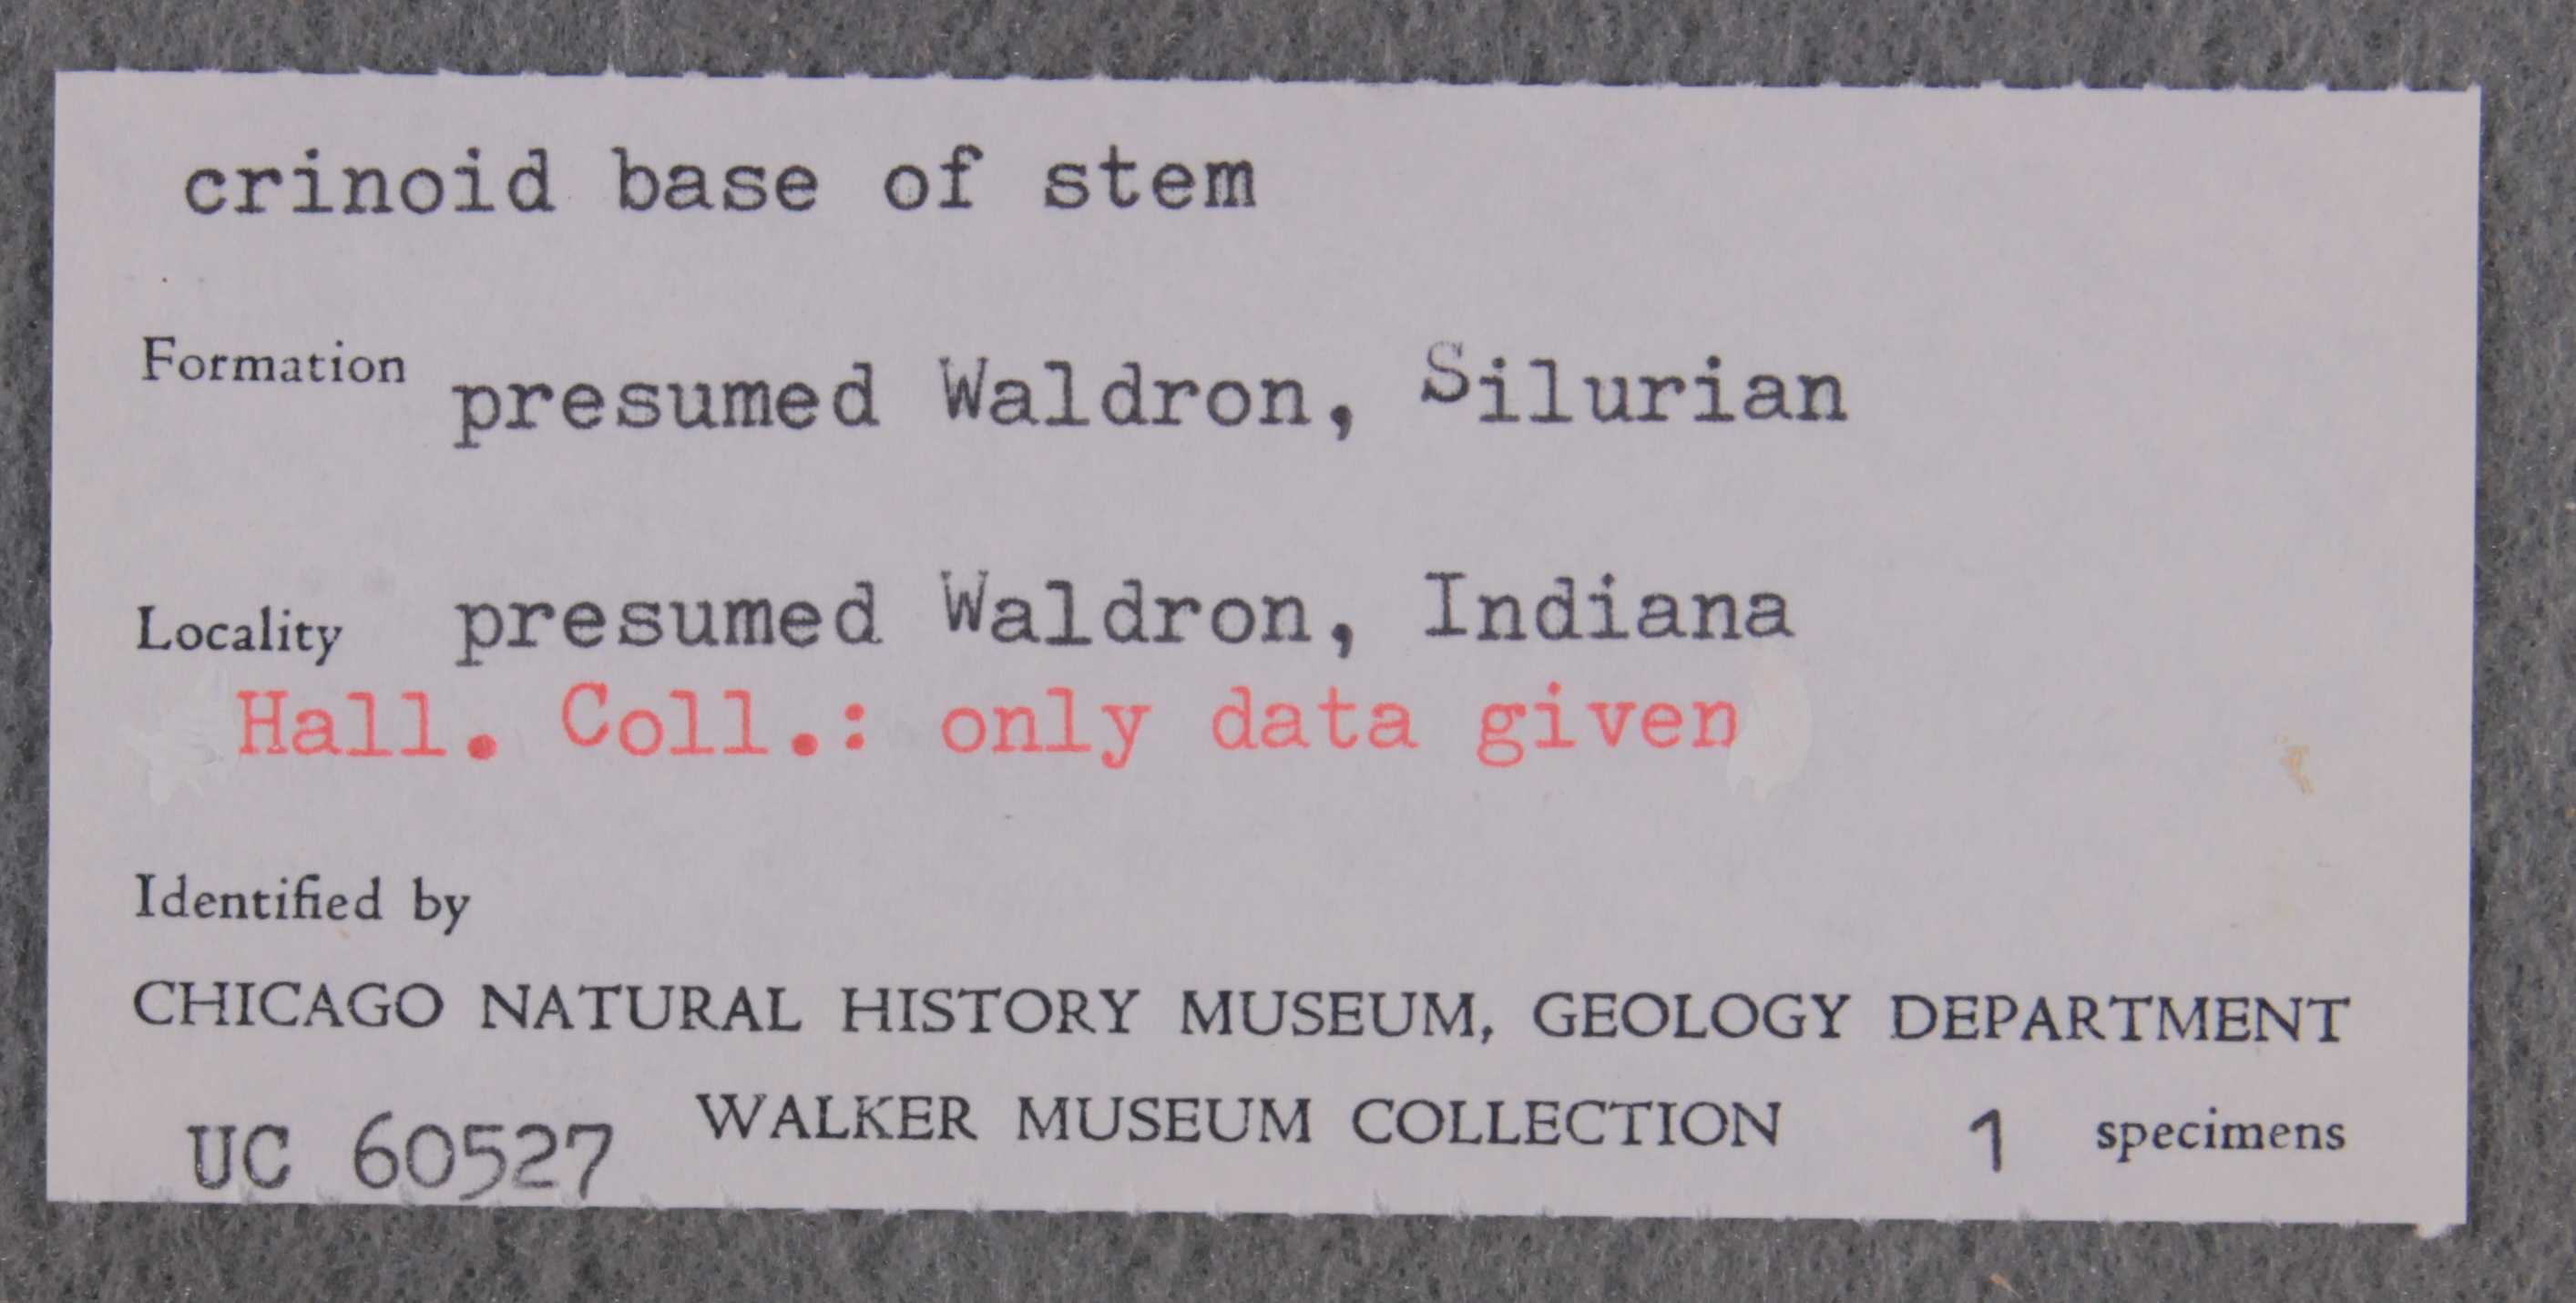 crinoid base of stem
Formation presumed Waldron, Silurian
Locality presumed Waldron, Indiana
Hall. Coll.: only data given
Identified by
CHICAGO NATURAL HISTORY MUSEUM, GEOLOGY DEPARTMENT
UC 60527 WALKER MUSEUM COLLECTION 1 specimens